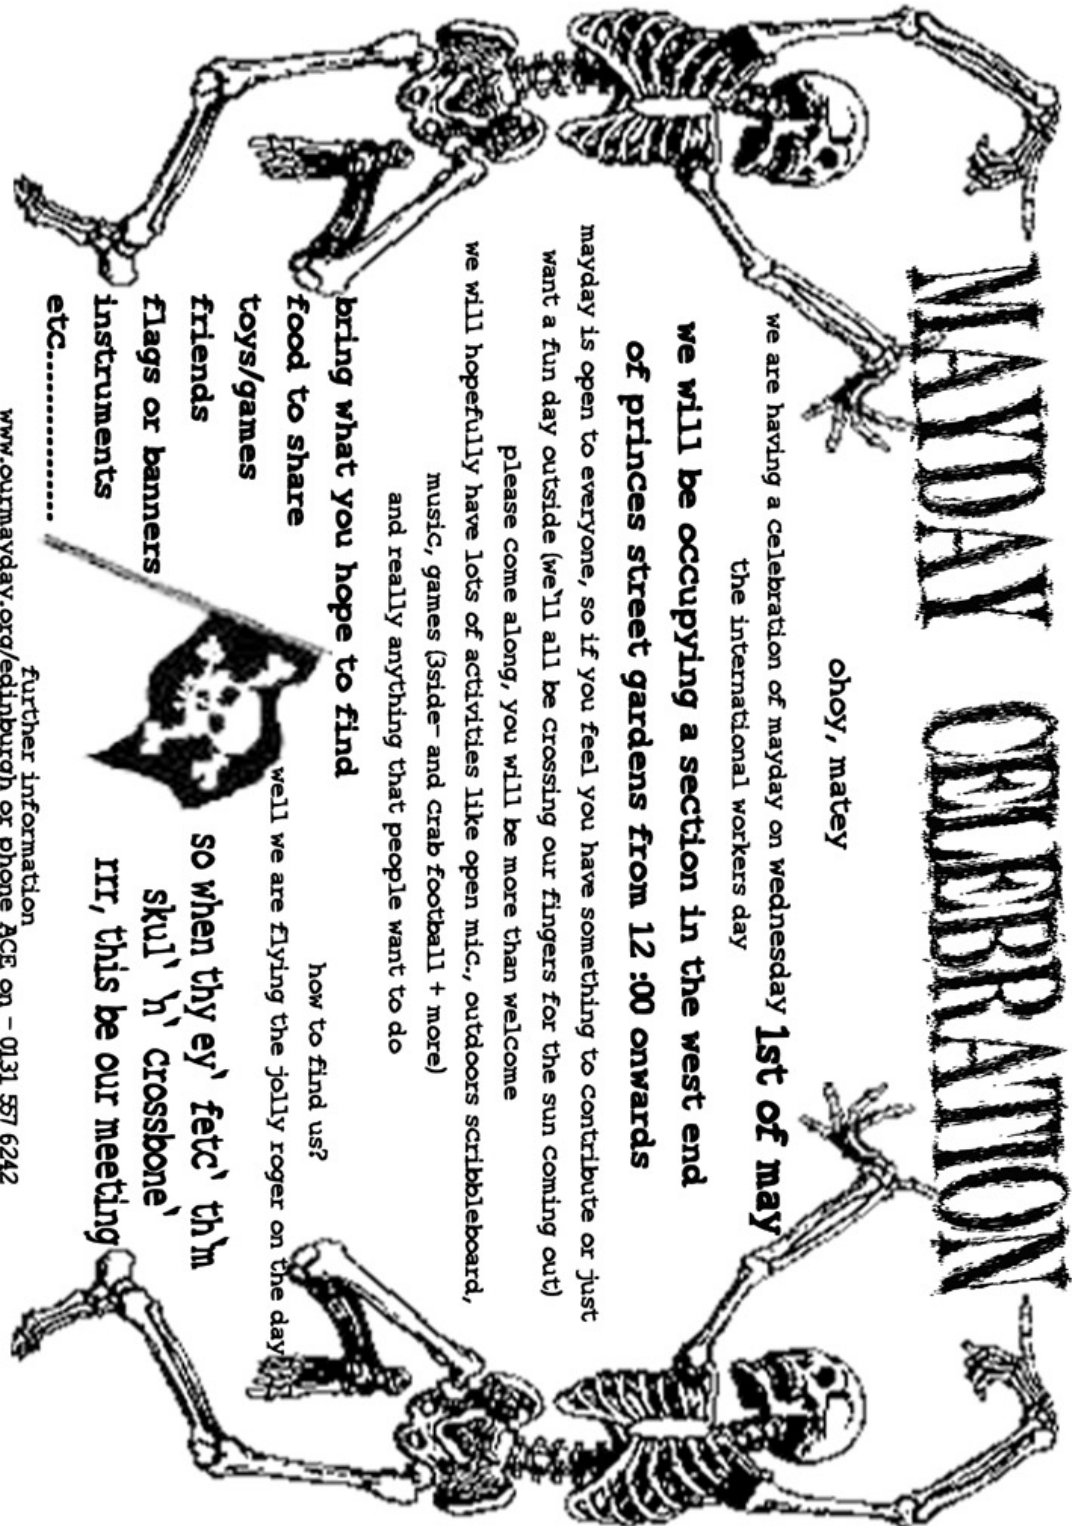 MAYDAY CELEBRATION
ohoy, matey
we are having a celebration of mayday on wednesday 1st of may
the international workers day
we will be occupying a section in the west end
of princes street gardens from 12 :00 onwards
mayday is open to everyone, so if you feel you have something to contribute or just
want a fun day outside (we`ll all be crossing our fingers for the sun coming out)
please come along, you will be more than welcome
we will hopefully have lots of activities like open mic., outdoors scribbleboard,
music, games (3side- and crab football + more)
and really anything that people want to do
bring what you hope to find
food to share
toys/games
friends
flags or banners
instruments
etc..............
how to find us?
well we are flying the jolly roger on the day
so when thy ey` fetc` th`m
skul` `n` crossbone`
rrr, this be our meeting
further information
www.ourmayday.org/edinburgh or phone ACE on - 0131 557 6242